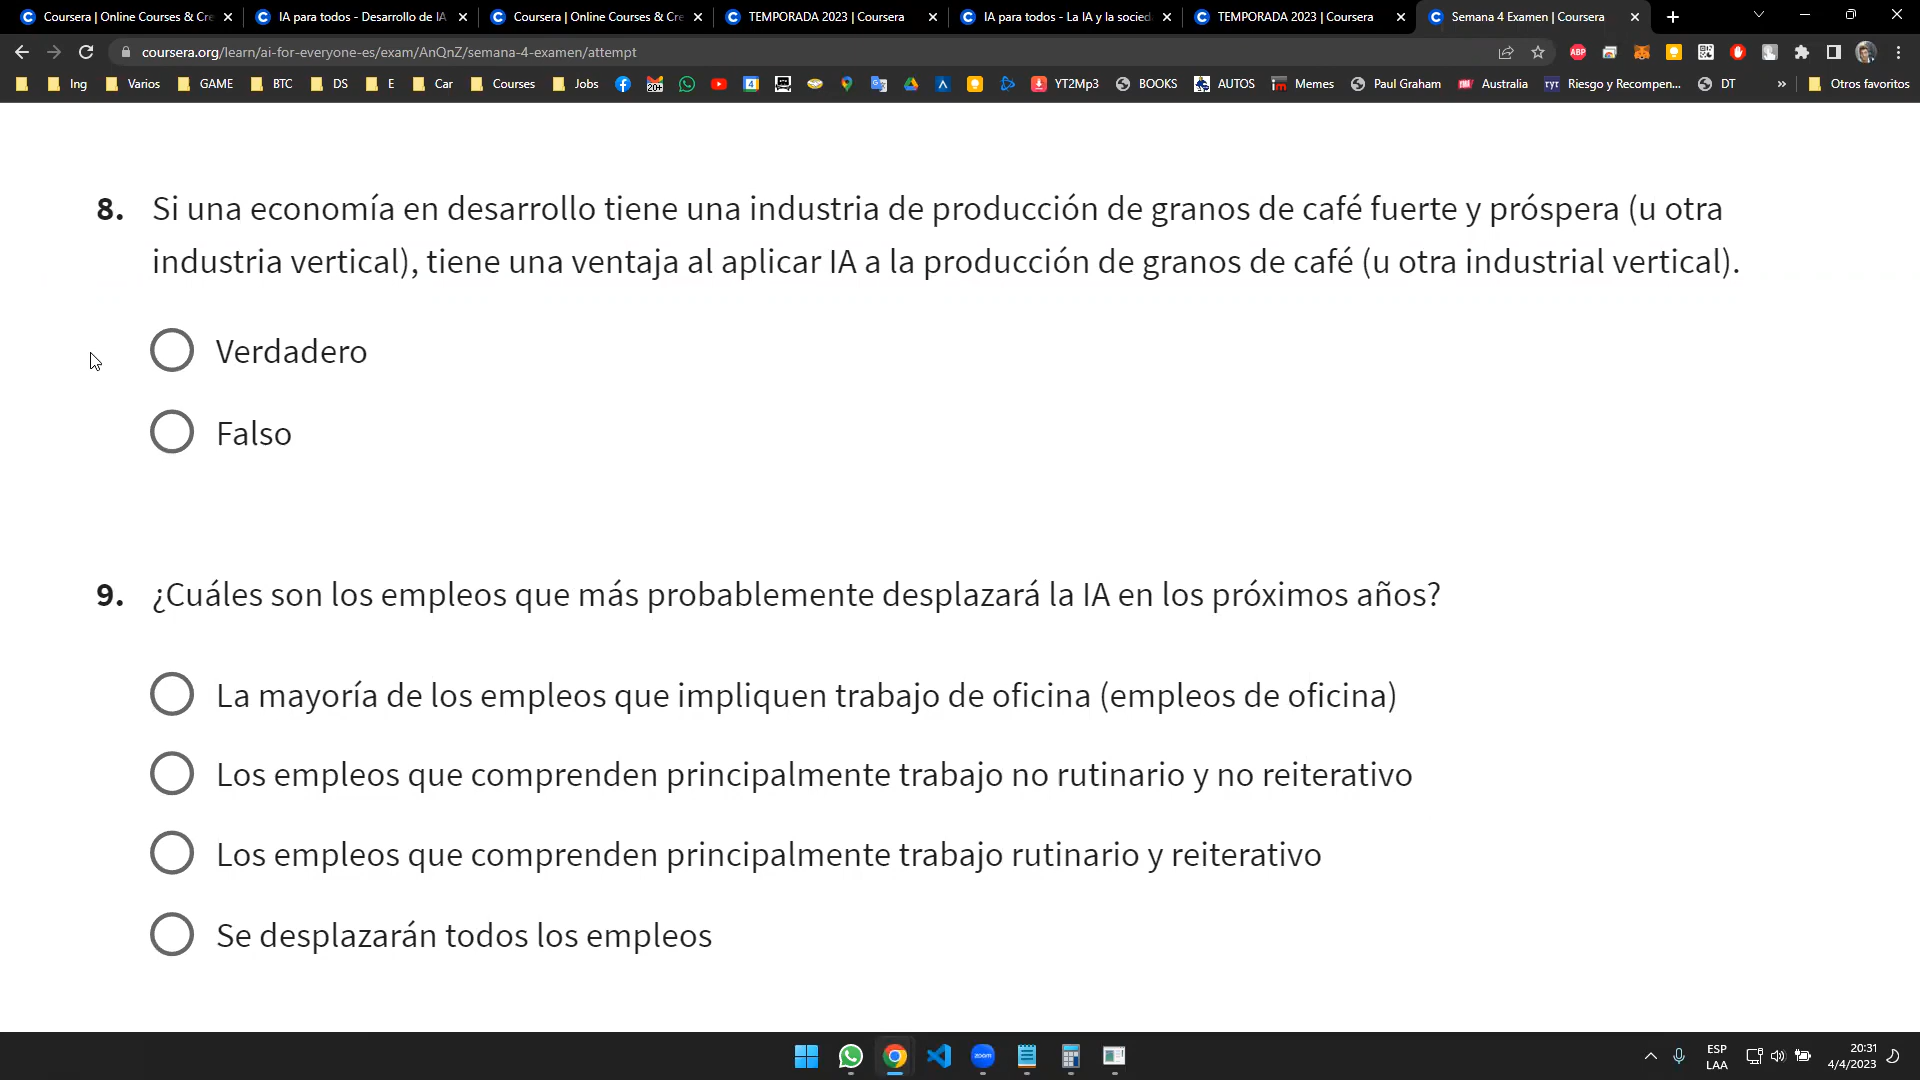 Coursera | Online Courses & Cre
IA para todos - Desarrollo de IA
Coursera | Online Courses & Cre
TEMPORADA 2023 | Coursera
IA para todos - La IA y la socied
TEMPORADA 2023 | Coursera
Semana 4 Examen | Coursera
coursera.org/learn/ai-for-everyone-es/exam/AnQnZ/semana-4-examen/attempt
ABP
Ing
Varios
GAME
BTC
DS
E
Car
Courses
Jobs
20+
4
YT2Mp3
BOOKS
AUTOS
Memes
Paul Graham
Australia
TYT
Riesgo y Recompen...
DT
»
Otros favoritos
8. Si una economía en desarrollo tiene una industria de producción de granos de café fuerte y próspera (u otra
industria vertical), tiene una ventaja al aplicar IA a la producción de granos de café (u otra industrial vertical).
Verdadero
Falso
9. ¿Cuáles son los empleos que más probablemente desplazará la IA en los próximos años?
La mayoría de los empleos que impliquen trabajo de oficina (empleos de oficina)
Los empleos que comprenden principalmente trabajo no rutinario y no reiterativo
Los empleos que comprenden principalmente trabajo rutinario y reiterativo
Se desplazarán todos los empleos
zoom
ESP
LAA
20:31
4/4/2023